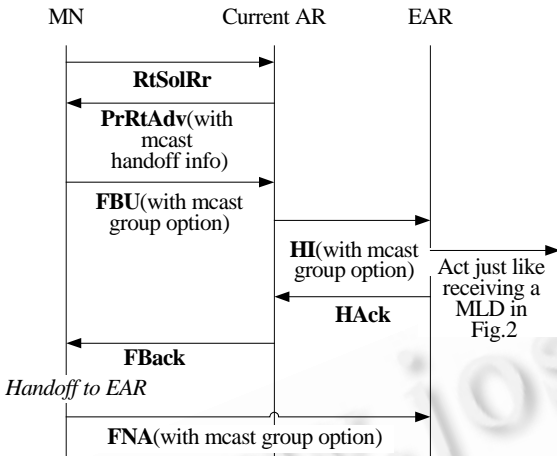 MN Current AR EAR
RtSolRr
PrRtAdv(with
mcast
handoff info)
FBU(with mcast
group option)
HI(with mcast
group option)
Act just like
receiving a
MLD in
Fig.2
HAck
FBack
Handoff to EAR
FNA(with mcast group option)